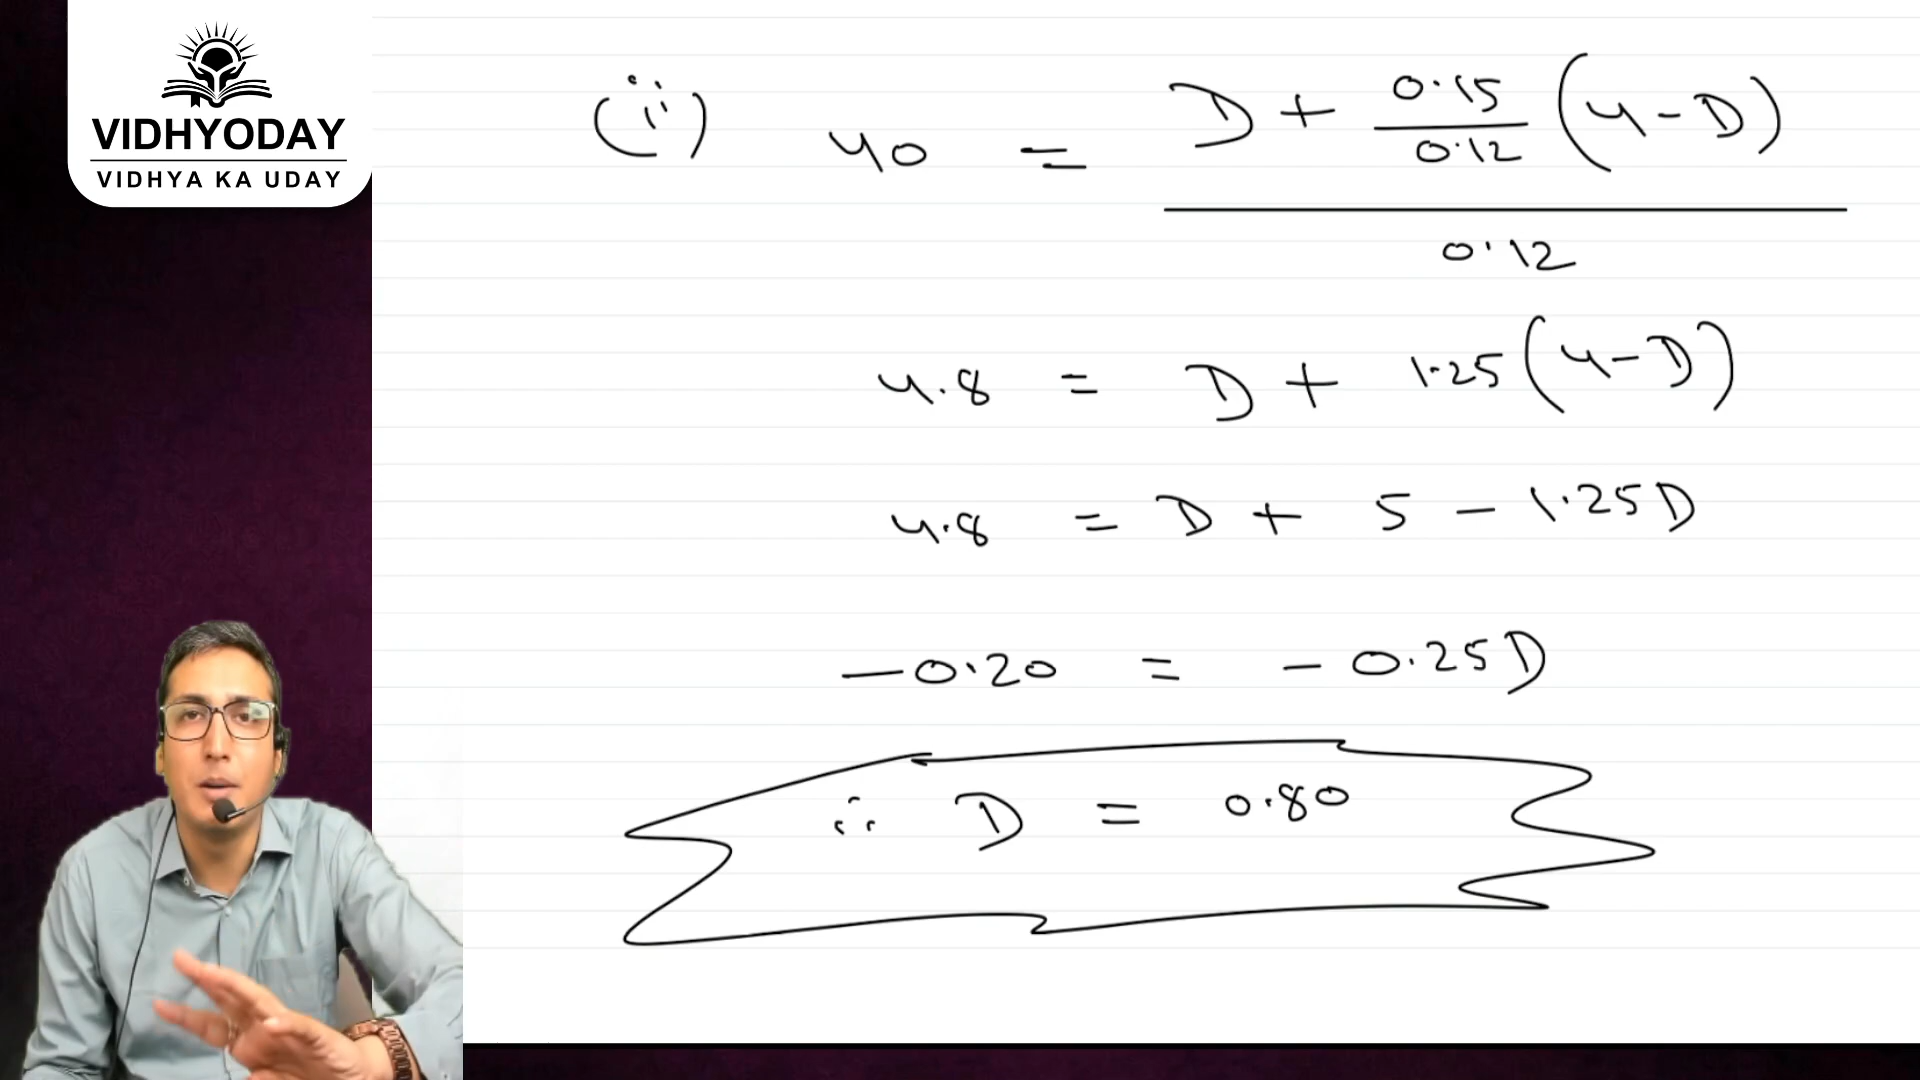 VIDHYODAY
VIDHYA KA UDAY
(ii) 40 = D + 0.15/0.12 (4-D)
0.12
4.8 = D + 1.25 (4-D)
4.8 = D + 5 - 1.25D
-0.20 = -0.25D
∴ D = 0.80